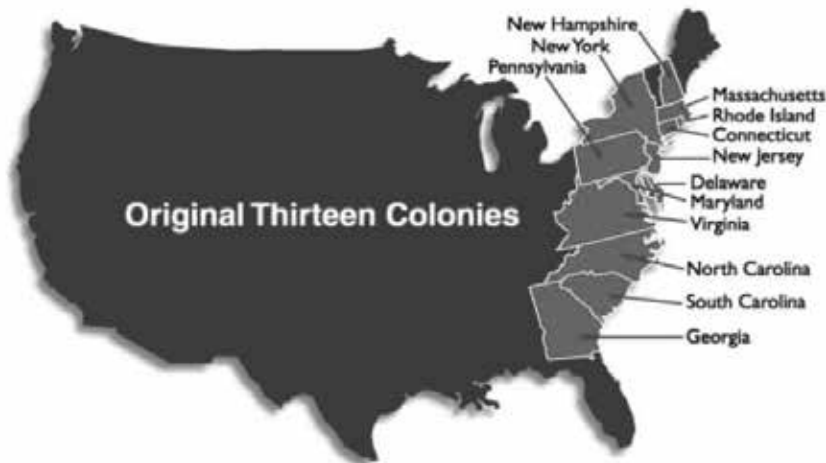 New Hampshire
New York
Pennsylvania
Massachusetts
Rhode Island
Connecticut
New Jersey
Delaware
Maryland
Original Thirteen Colonies
Virginia
North Carolina
South Carolina
Georgia